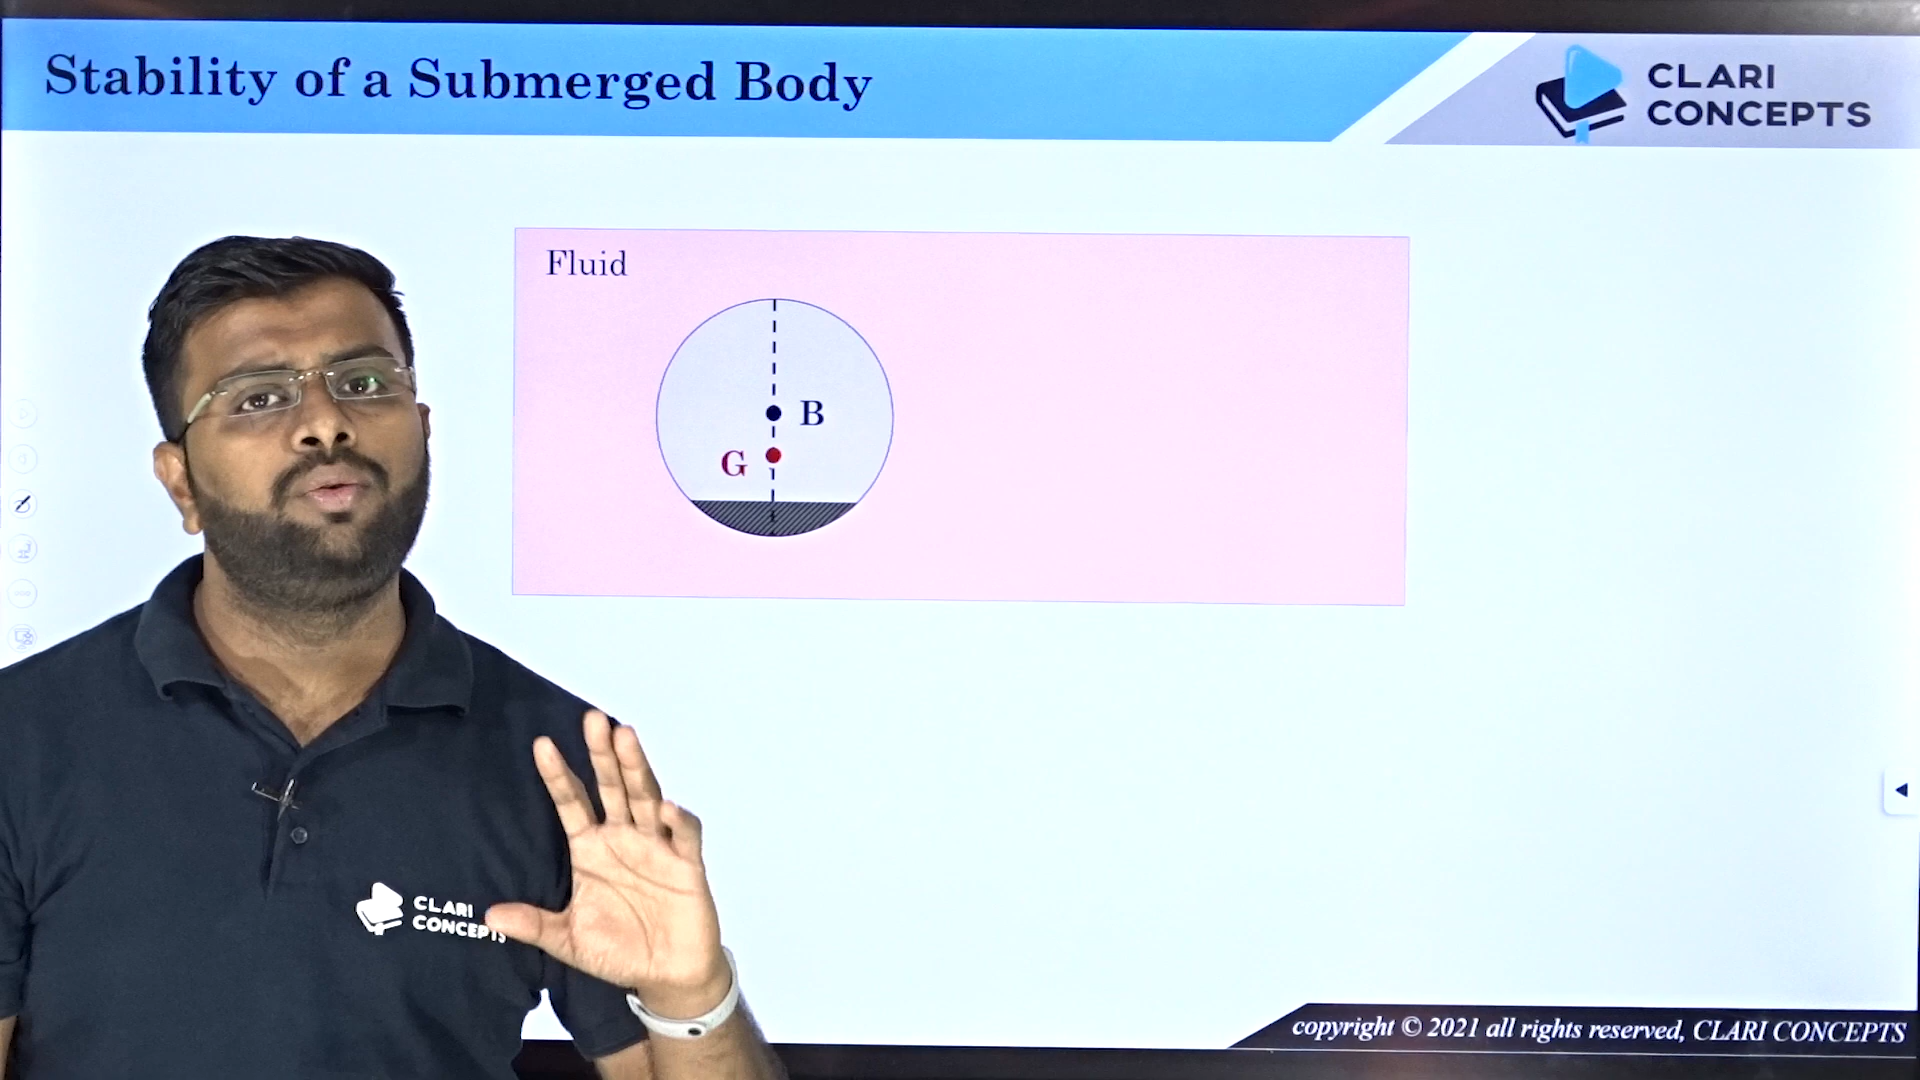 Stability of a Submerged Body
CLARI
CONCEPTS
Fluid
B
G
CLARI
CONCEPTS
copyright © 2021 all rights reserved, CLARI CONCEPTS